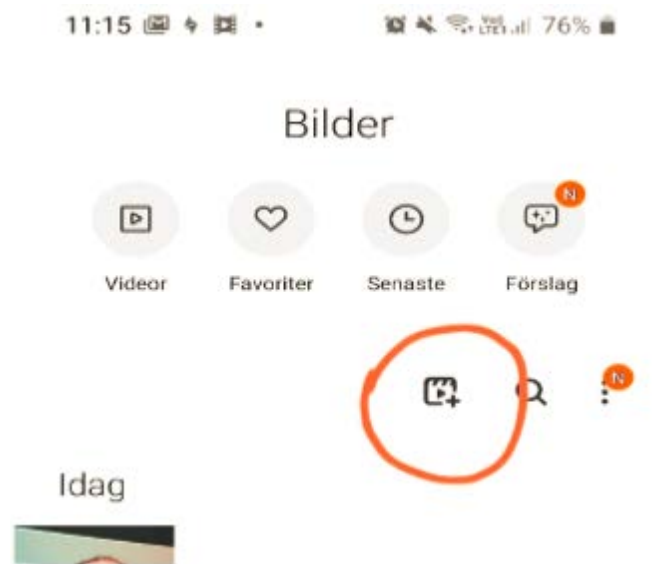 11:15 76%
Bilder
N
Videor Favoriter Senaste Förslag
N
Idag